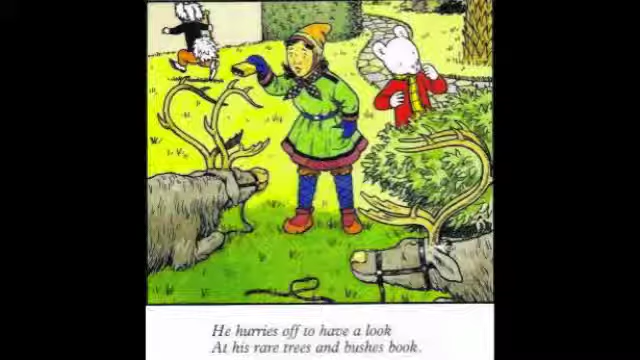 He hurries off to have a look
At his rare trees and bushes book.